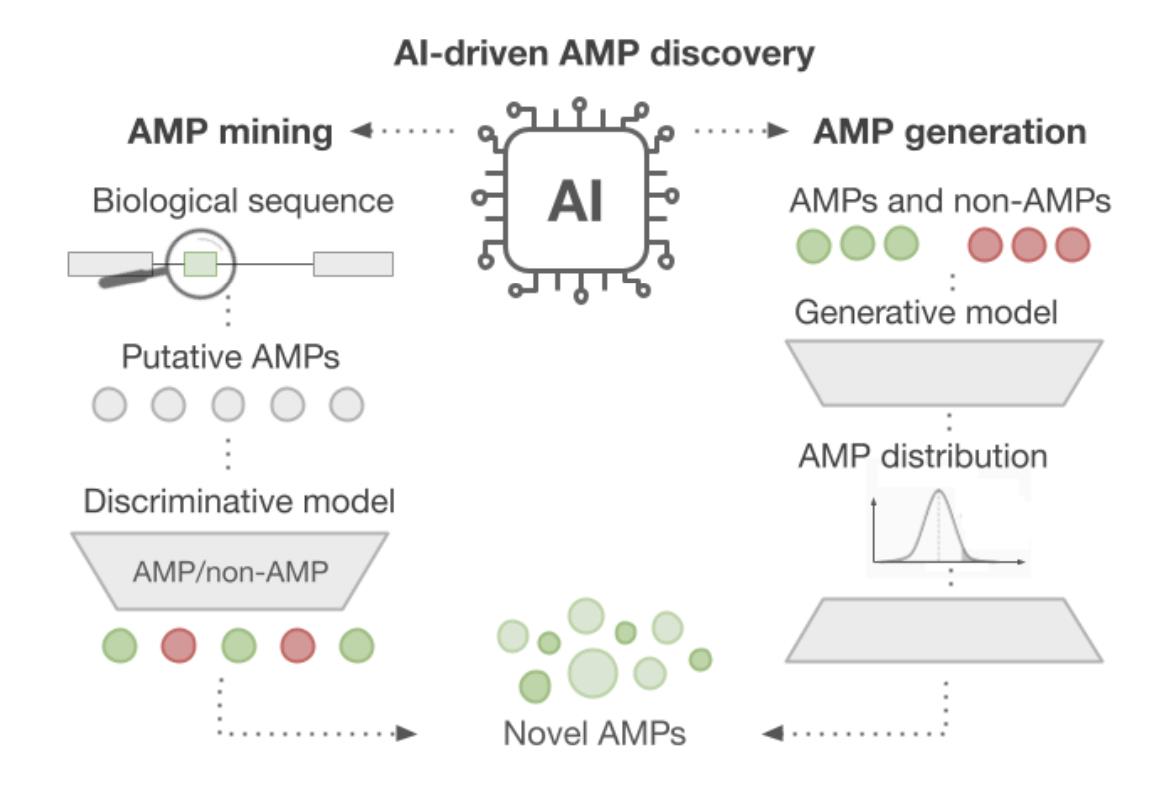 AI-driven AMP discovery
AMP mining
AI
AMP generation
Biological sequence
AMPs and non-AMPs
Generative model
Putative AMPs
AMP distribution
Discriminative model
AMP/non-AMP
Novel AMPs